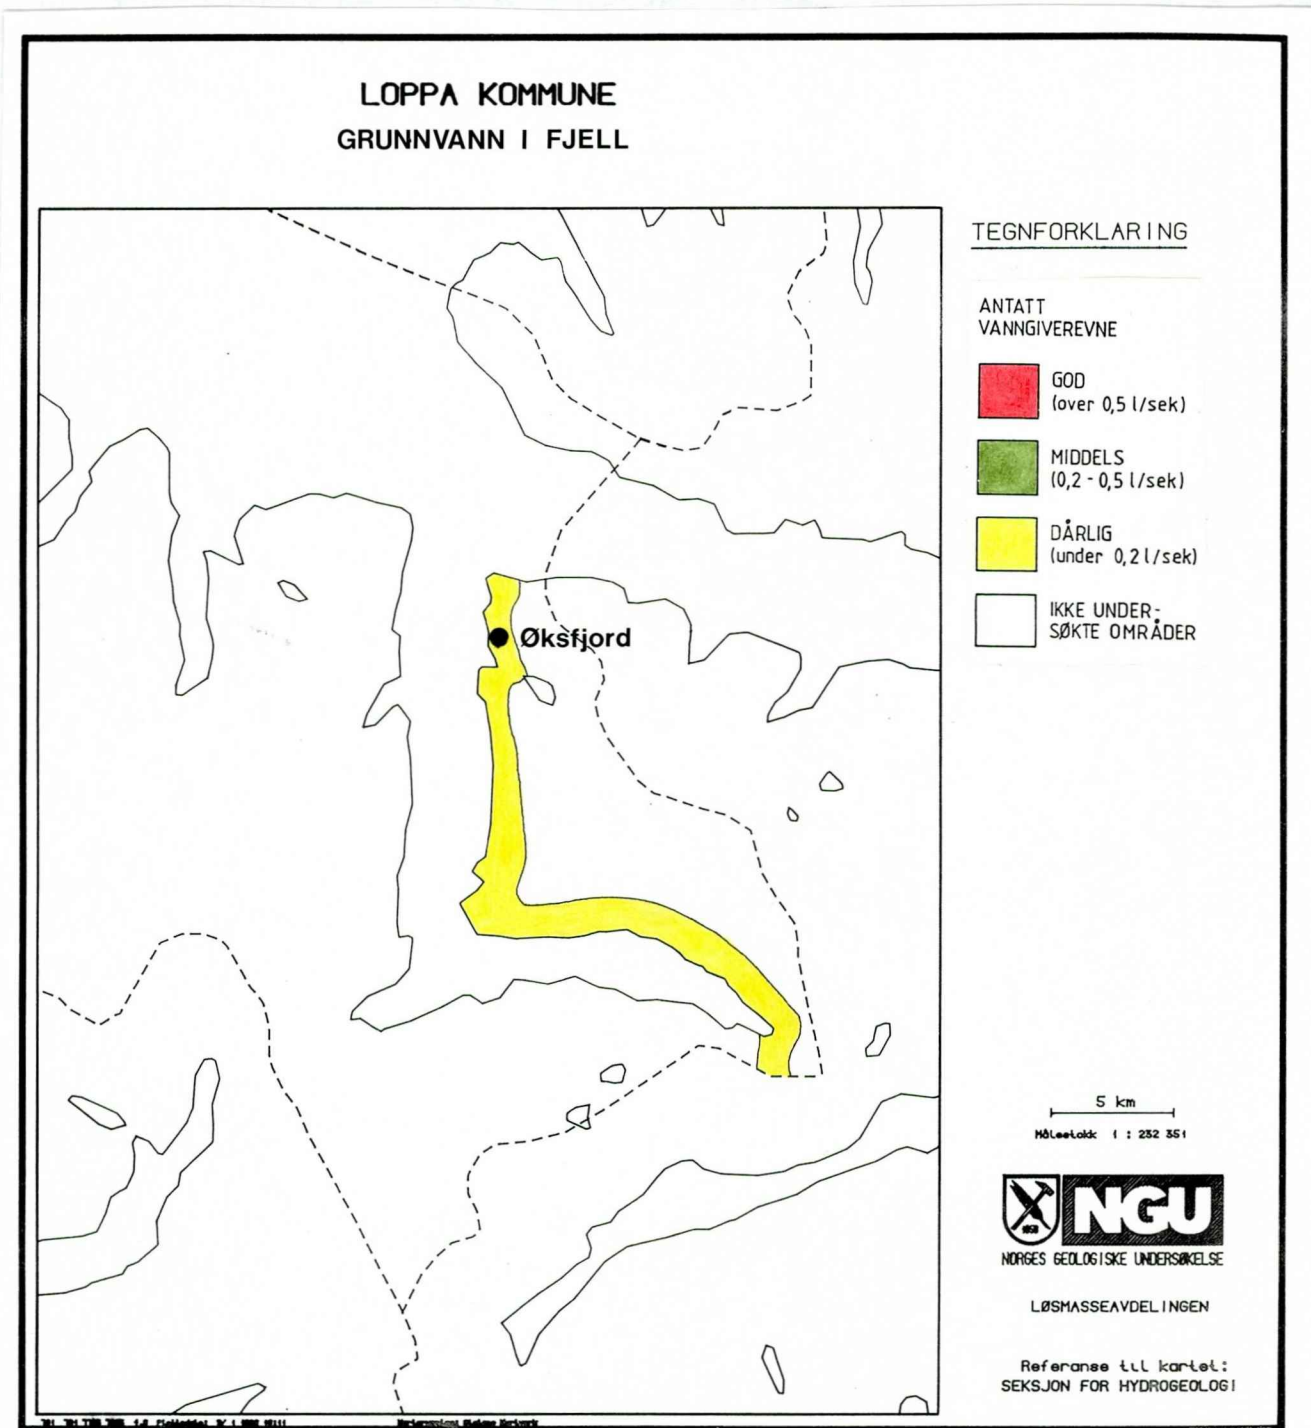 LOPPA KOMMUNE
GRUNNVANN I FJELL
TEGNFORKLARING
ANTATT
VANNGIVEREVNE
GOD
(over 0,5 l/sek)
MIDDELS
(0,2 - 0,5 l/sek)
DÅRLIG
(under 0,2 l/sek)
IKKE UNDER-
SØKTE OMRÅDER
Øksfjord
5 km
Målestokk 1 : 232 351
1858
NGU
NORGES GEOLOGISKE UNDERSØKELSE
LØSMASSEAVDELINGEN
Referanse til kartet:
SEKSJON FOR HYDROGEOLOGI